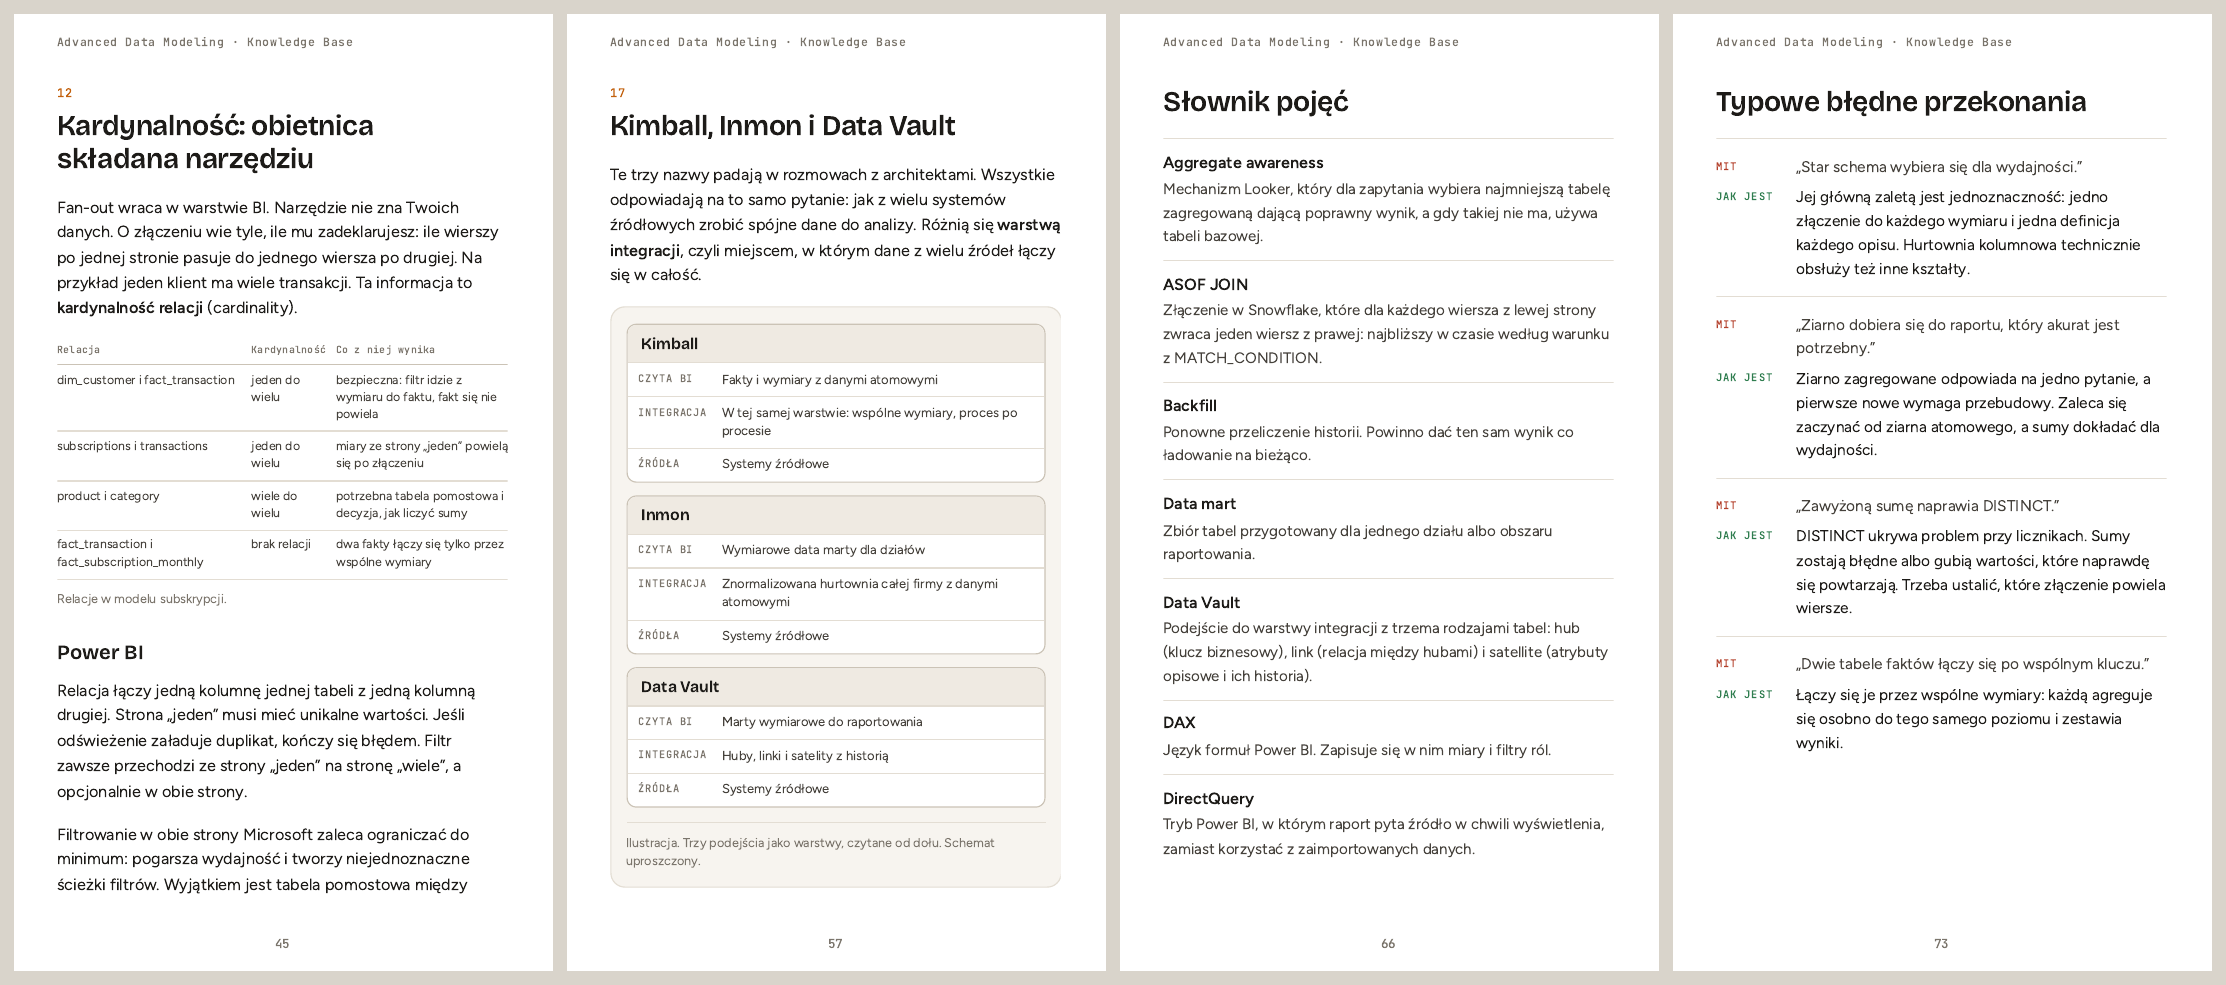 Advanced Data Modeling · Knowledge Base
12
Kardynalność: obietnica
składana narzędziu
Fan-out wraca w warstwie BI. Narzędzie nie zna Twoich
danych. O złączeniu wie tyle, ile mu zadeklarujesz: ile wierszy
po jednej stronie pasuje do jednego wiersza po drugiej. Na
przykład jeden klient ma wiele transakcji. Ta informacja to
kardynalność relacji (cardinality).
Relacja Kardynalność Co z niej wynika
dim_customer i fact_transaction jeden do wielu bezpieczna: filtr idzie z
wymiaru do faktu, fakt się nie
powiela
subscriptions i transactions jeden do wielu miary ze strony „jeden” powielą
się po złączeniu
product i category wiele do wielu potrzebna tabela pomostowa i
decyzja, jak liczyć sumy
fact_transaction i
fact_subscription_monthly brak relacji dwa fakty łączy się tylko przez
wspólne wymiary
Relacje w modelu subskrypcji.
Power BI
Relacja łączy jedną kolumnę jednej tabeli z jedną kolumną
drugiej. Strona „jeden” musi mieć unikalne wartości. Jeśli
odświeżenie załaduje duplikat, kończy się błędem. Filtr
zawsze przechodzi ze strony „jeden” na stronę „wiele”, a
opcjonalnie w obie strony.
Filtrowanie w obie strony Microsoft zaleca ograniczać do
minimum: pogarsza wydajność i tworzy niejednoznaczne
ścieżki filtrów. Wyjątkiem jest tabela pomostowa między
45
Advanced Data Modeling · Knowledge Base
17
Kimball, Inmon i Data Vault
Te trzy nazwy padają w rozmowach z architektami. Wszystkie
odpowiadają na to samo pytanie: jak z wielu systemów
źródłowych zrobić spójne dane do analizy. Różnią się warstwą
integracji, czyli miejscem, w którym dane z wielu źródeł łączy
się w całość.
Kimball
CZYTA BI Fakty i wymiary z danymi atomowymi
INTEGRACJA W tej samej warstwie: wspólne wymiary, proces po
procesie
ŹRÓDŁA Systemy źródłowe
Inmon
CZYTA BI Wymiarowe data marty dla działów
INTEGRACJA Znormalizowana hurtownia całej firmy z danymi
atomowymi
ŹRÓDŁA Systemy źródłowe
Data Vault
CZYTA BI Marty wymiarowe do raportowania
INTEGRACJA Huby, linki i satelity z historią
ŹRÓDŁA Systemy źródłowe
Ilustracja. Trzy podejścia jako warstwy, czytane od dołu. Schemat
uproszczony.
57
Advanced Data Modeling · Knowledge Base
Słownik pojęć
Aggregate awareness
Mechanizm Looker, który dla zapytania wybiera najmniejszą tabelę
zagregowaną dającą poprawny wynik, a gdy takiej nie ma, używa
tabeli bazowej.
ASOF JOIN
Złączenie w Snowflake, które dla każdego wiersza z lewej strony
zwraca jeden wiersz z prawej: najbliższy w czasie według warunku
z MATCH_CONDITION.
Backfill
Ponowne przeliczenie historii. Powinno dać ten sam wynik co
ładowanie na bieżąco.
Data mart
Zbiór tabel przygotowany dla jednego działu albo obszaru
raportowania.
Data Vault
Podejście do warstwy integracji z trzema rodzajami tabel: hub
(klucz biznesowy), link (relacja między hubami) i satellite (atrybuty
opisowe i ich historia).
DAX
Język formuł Power BI. Zapisuje się w nim miary i filtry ról.
DirectQuery
Tryb Power BI, w którym raport pyta źródło w chwili wyświetlenia,
zamiast korzystać z zaimportowanych danych.
66
Advanced Data Modeling · Knowledge Base
Typowe błędne przekonania
MIT „Star schema wybiera się dla wydajności.”
JAK JEST Jej główną zaletą jest jednoznaczność: jedno
złączenie do każdego wymiaru i jedna definicja
każdego opisu. Hurtownia kolumnowa technicznie
obsłuży też inne kształty.
MIT „Ziarno dobiera się do raportu, który akurat jest
potrzebny.”
JAK JEST Ziarno zagregowane odpowiada na jedno pytanie, a
pierwsze nowe wymaga przebudowy. Zaleca się
zaczynać od ziarna atomowego, a sumy dokładać dla
wydajności.
MIT „Zawyżoną sumę naprawia DISTINCT.”
JAK JEST DISTINCT ukrywa problem przy licznikach. Sumy
zostają błędne albo gubią wartości, które naprawdę
się powtarzają. Trzeba ustalić, które złączenie powiela
wiersze.
MIT „Dwie tabele faktów łączy się po wspólnym kluczu.”
JAK JEST Łączy się je przez wspólne wymiary: każdą agreguje
się osobno do tego samego poziomu i zestawia
wyniki.
73